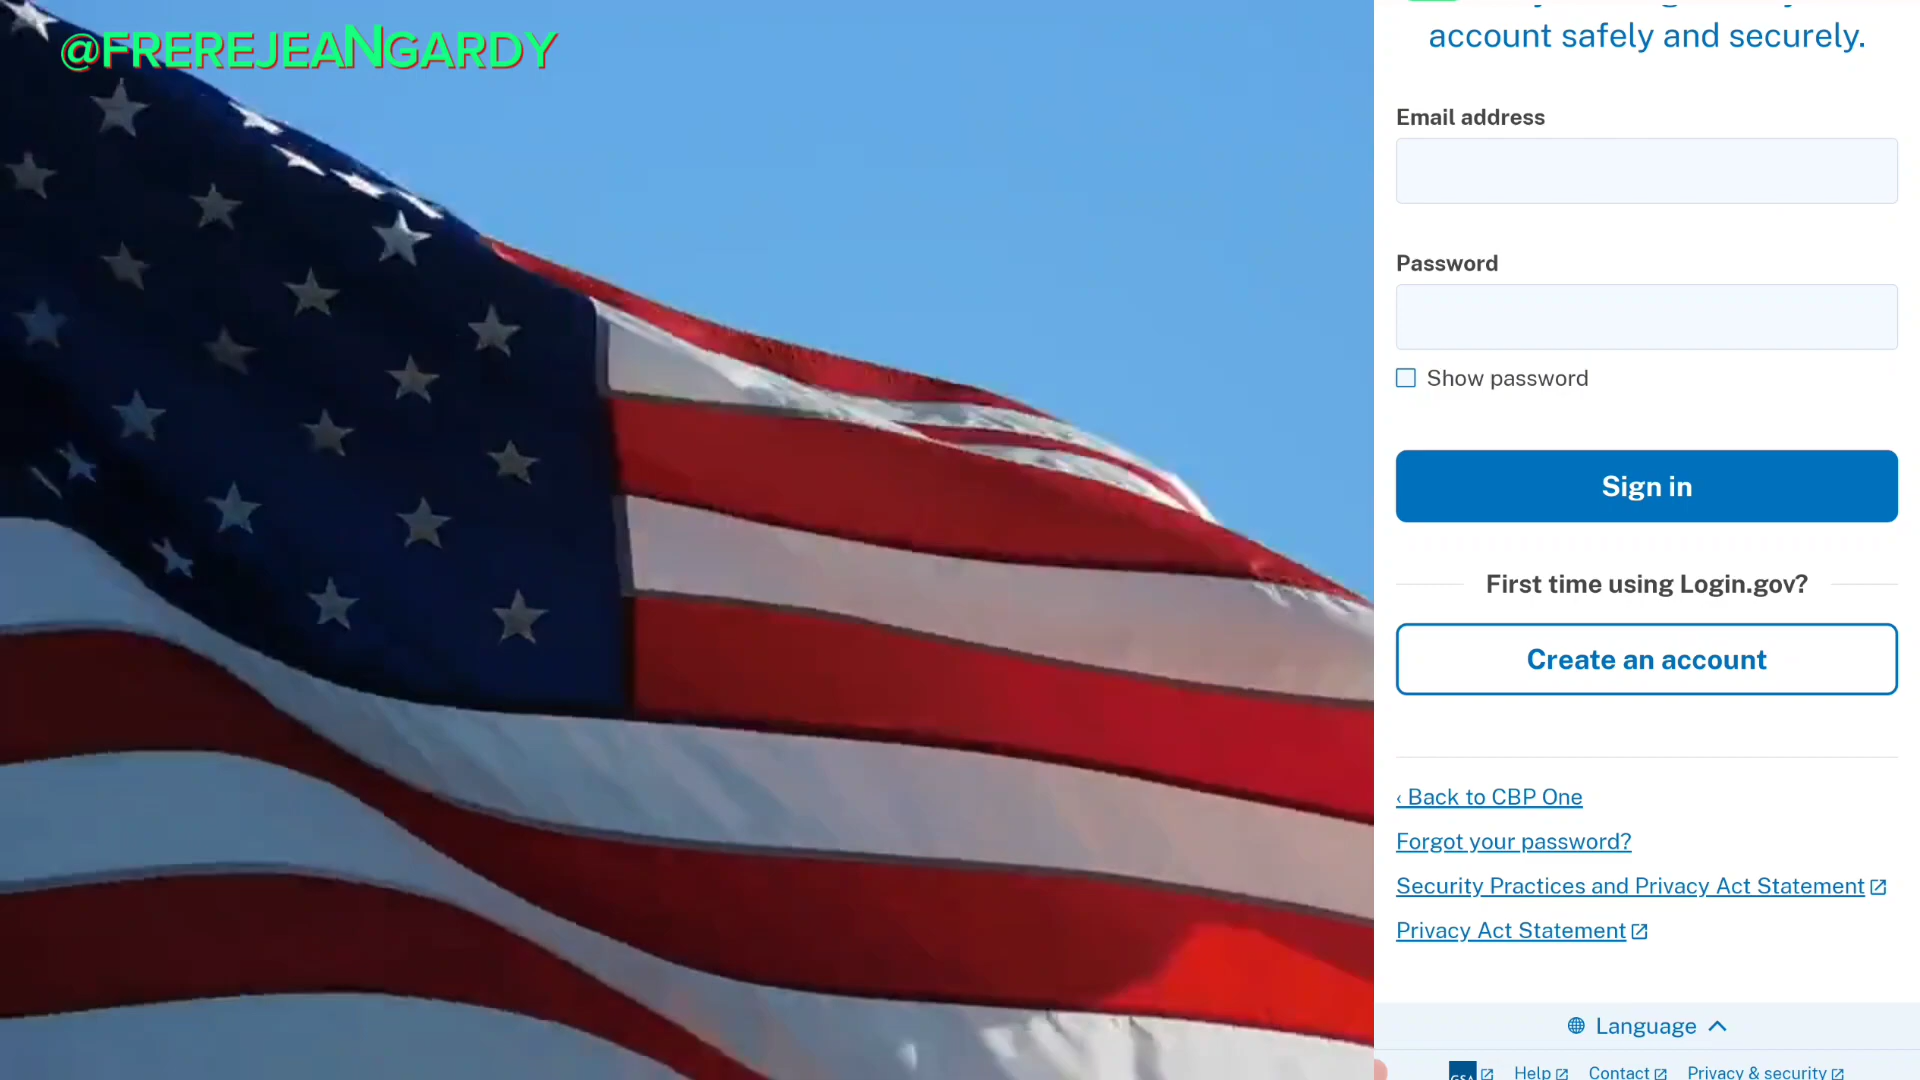 @FREREJEANGARDY
account safely and securely.
Email address
Password
Show password
Sign in
First time using Login.gov?
Create an account
‹ Back to CBP One
Forgot your password?
Security Practices and Privacy Act Statement
Privacy Act Statement
Language
GSA Help Contact Privacy & security